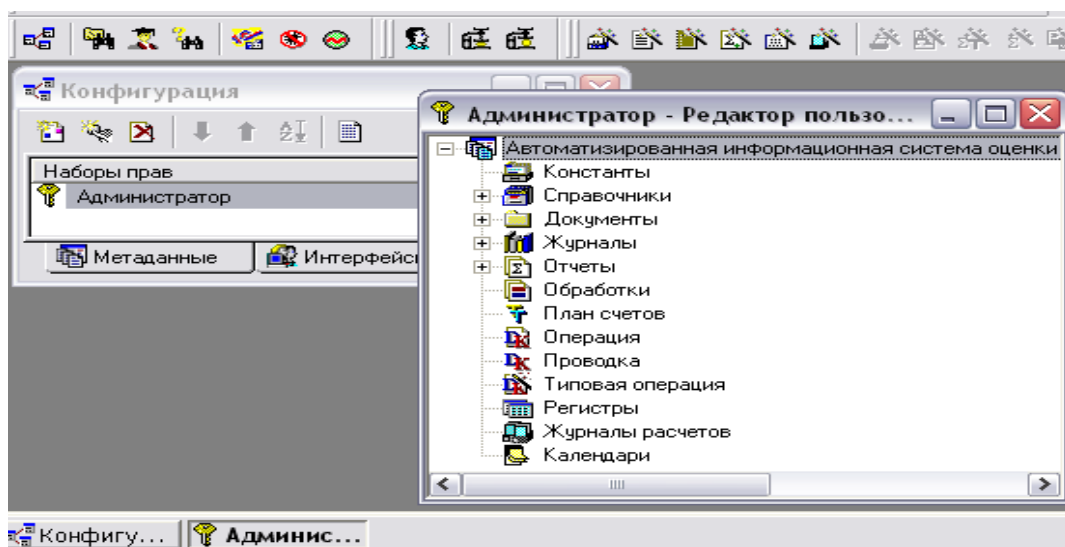 Конфигурация
Наборы прав
Администратор
Метаданные
Интерфейс
Администратор - Редактор пользо...
Автоматизированная информационная система оценки
Константы
Справочники
Документы
Журналы
Отчеты
Обработки
План счетов
Операция
Проводка
Типовая операция
Регистры
Журналы расчетов
Календари
Конфигу...
Админис...